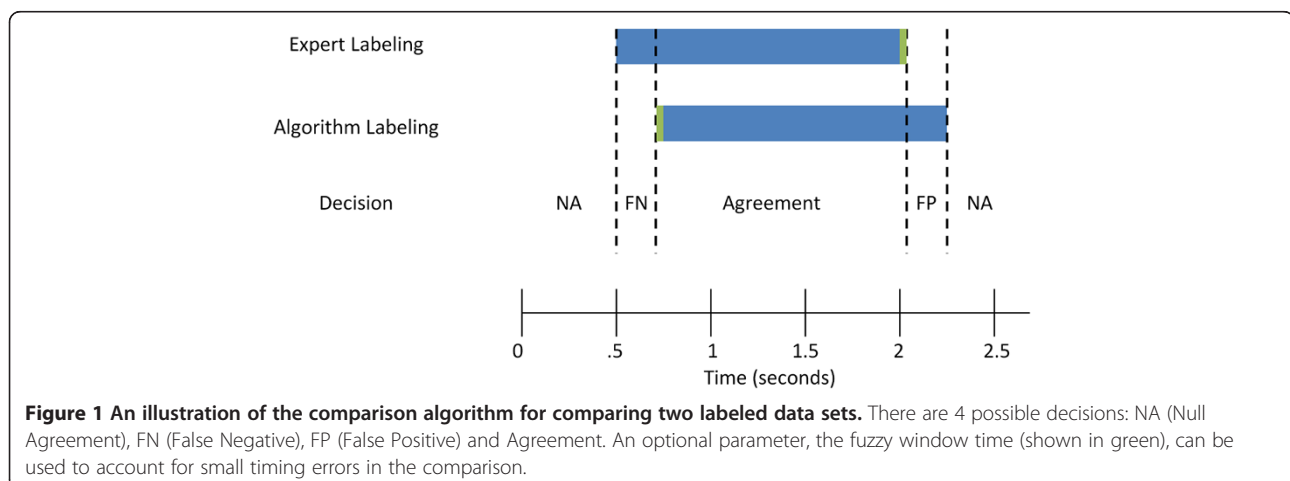 Expert Labeling
Algorithm Labeling
Decision NA FN Agreement FP NA
0 .5 1 1.5 2 2.5
Time (seconds)
Figure 1 An illustration of the comparison algorithm for comparing two labeled data sets. There are 4 possible decisions: NA (Null
Agreement), FN (False Negative), FP (False Positive) and Agreement. An optional parameter, the fuzzy window time (shown in green), can be
used to account for small timing errors in the comparison.